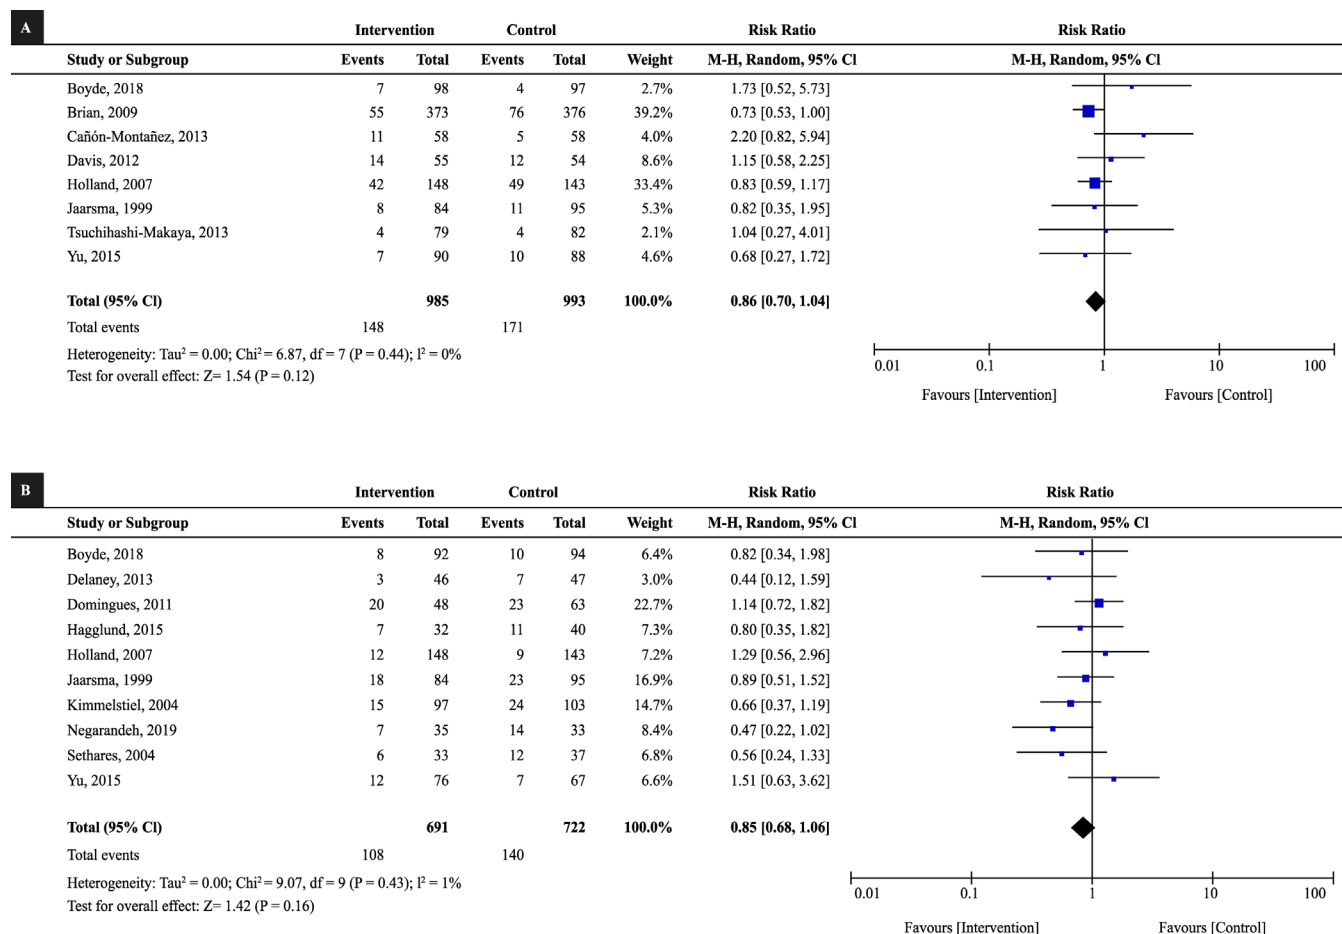 A
Intervention Control Risk Ratio Risk Ratio
Study or Subgroup Events Total Events Total Weight M-H, Random, 95% Cl M-H, Random, 95% Cl
Boyde, 2018 7 98 4 97 2.7% 1.73 [0.52, 5.73]
Brian, 2009 55 373 76 376 39.2% 0.73 [0.53, 1.00]
Cañón-Montañez, 2013 11 58 5 58 4.0% 2.20 [0.82, 5.94]
Davis, 2012 14 55 12 54 8.6% 1.15 [0.58, 2.25]
Holland, 2007 42 148 49 143 33.4% 0.83 [0.59, 1.17]
Jaarsma, 1999 8 84 11 95 5.3% 0.82 [0.35, 1.95]
Tsuchihashi-Makaya, 2013 4 79 4 82 2.1% 1.04 [0.27, 4.01]
Yu, 2015 7 90 10 88 4.6% 0.68 [0.27, 1.72]
Total (95% Cl) 985 993 100.0% 0.86 [0.70, 1.04]
Total events 148 171
Heterogeneity: Tau² = 0.00; Chi² = 6.87, df = 7 (P = 0.44); l² = 0%
Test for overall effect: Z= 1.54 (P = 0.12)
0.01 0.1 1 10 100
Favours [Intervention] Favours [Control]
B
Intervention Control Risk Ratio Risk Ratio
Study or Subgroup Events Total Events Total Weight M-H, Random, 95% Cl M-H, Random, 95% Cl
Boyde, 2018 8 92 10 94 6.4% 0.82 [0.34, 1.98]
Delaney, 2013 3 46 7 47 3.0% 0.44 [0.12, 1.59]
Domingues, 2011 20 48 23 63 22.7% 1.14 [0.72, 1.82]
Hagglund, 2015 7 32 11 40 7.3% 0.80 [0.35, 1.82]
Holland, 2007 12 148 9 143 7.2% 1.29 [0.56, 2.96]
Jaarsma, 1999 18 84 23 95 16.9% 0.89 [0.51, 1.52]
Kimmelstiel, 2004 15 97 24 103 14.7% 0.66 [0.37, 1.19]
Negarandeh, 2019 7 35 14 33 8.4% 0.47 [0.22, 1.02]
Sethares, 2004 6 33 12 37 6.8% 0.56 [0.24, 1.33]
Yu, 2015 12 76 7 67 6.6% 1.51 [0.63, 3.62]
Total (95% Cl) 691 722 100.0% 0.85 [0.68, 1.06]
Total events 108 140
Heterogeneity: Tau² = 0.00; Chi² = 9.07, df = 9 (P = 0.43); l² = 1%
Test for overall effect: Z= 1.42 (P = 0.16)
0.01 0.1 1 10 100
Favours [Intervention] Favours [Control]